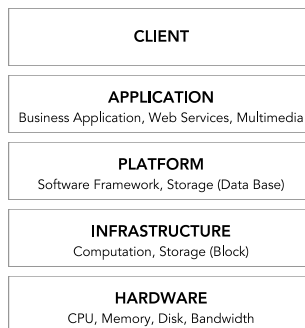 CLIENT
APPLICATION
Business Application, Web Services, Multimedia
PLATFORM
Software Framework, Storage (Data Base)
INFRASTRUCTURE
Computation, Storage (Block)
HARDWARE
CPU, Memory, Disk, Bandwidth